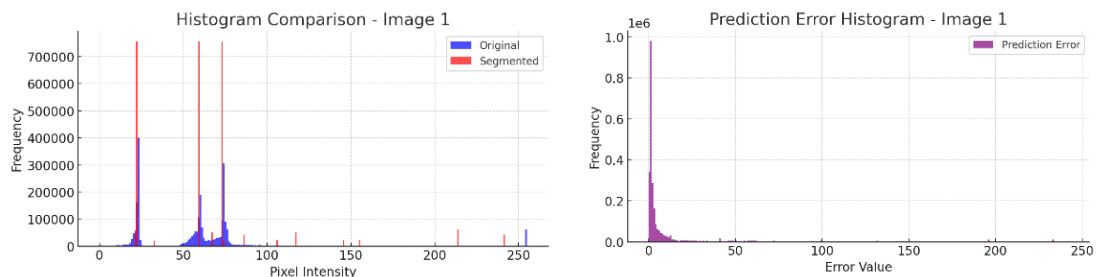 Histogram Comparison - Image 1
Frequency
700000
600000
500000
400000
300000
200000
100000
0
Original
Segmented
0 50 100 150 200 250
Pixel Intensity
Prediction Error Histogram - Image 1
1e6
Frequency
1.0
0.8
0.6
0.4
0.2
0.0
Prediction Error
0 50 100 150 200 250
Error Value